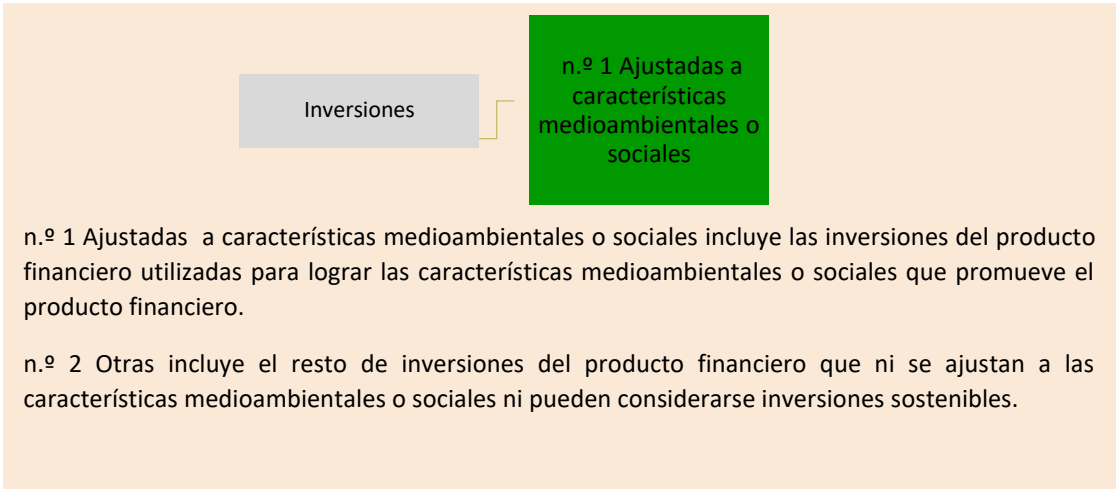 Inversiones
n.º 1 Ajustadas a
características
medioambientales o
sociales
n.º 1 Ajustadas  a características medioambientales o sociales incluye las inversiones del producto
financiero utilizadas para lograr las características medioambientales o sociales que promueve el
producto financiero.
n.º 2 Otras incluye el resto de inversiones del producto financiero que ni se ajustan a las
características medioambientales o sociales ni pueden considerarse inversiones sostenibles.